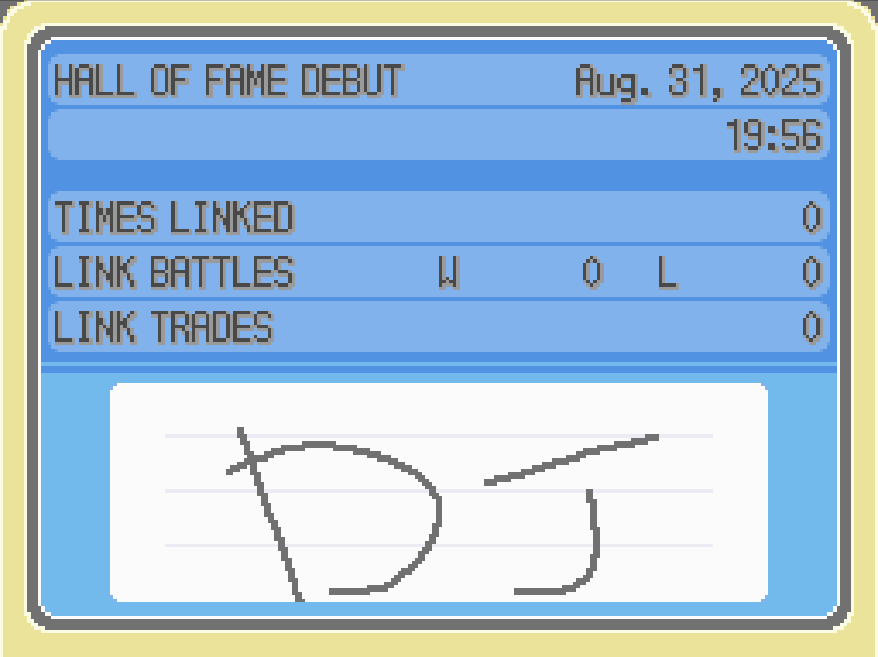 HALL OF FAME DEBUT Aug. 31, 2025
19:56
TIMES LINKED 0
LINK BATTLES W 0 L 0
LINK TRADES 0
DJ